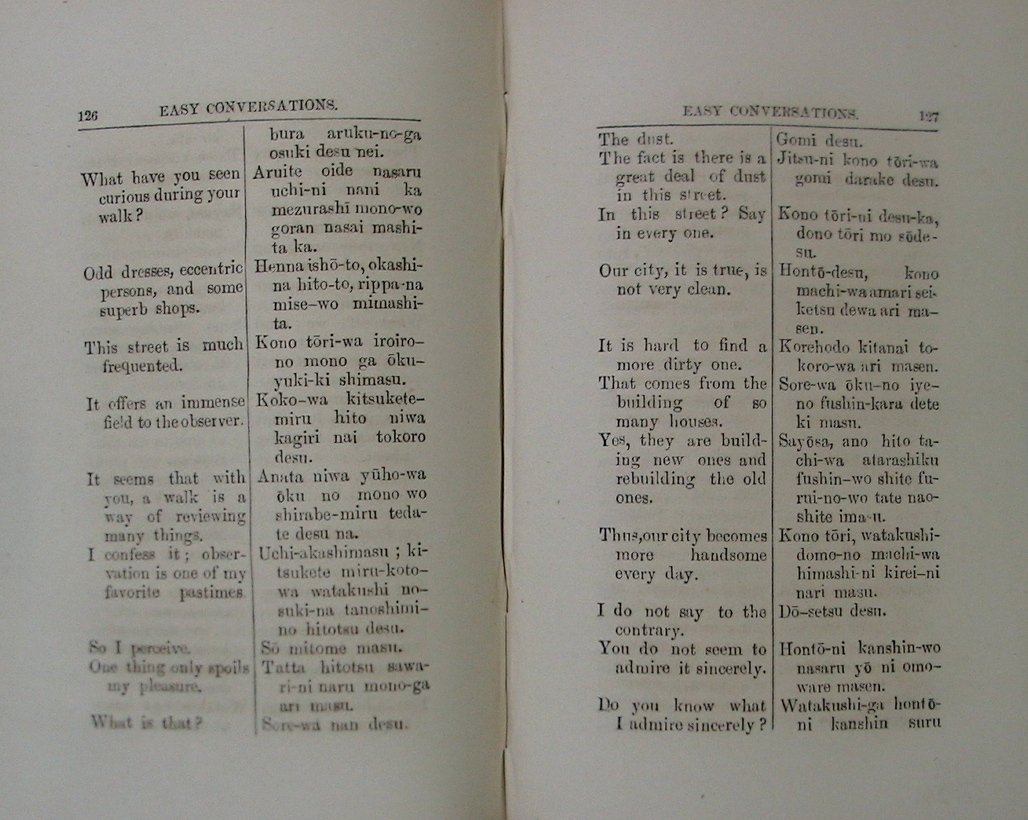 126
EASY CONVERSATIONS.
bura aruku-no-ga
osuki desu nei.
What have you seen
curious during your
walk?
Aruite oide nasaru
uchi-ni nani ka
mezurashi mono-wo
goran nasai mashi-
ta ka.
Odd dresses, eccentric
persons, and some
superb shops.
Henna ishō-to, okashi-
na hito-to, rippa-na
mise-wo mimashi-
ta.
This street is much
frequented.
Kono tōri-wa iroiro-
no mono ga ōku-
yuki-ki shimasu.
It offers an immense
field to the observer.
Koko-wa kitsukete-
miru hito niwa
kagiri nai tokoro
desu.
It seems that with
you, a walk is a
way of reviewing
many things.
Anata niwa yūho-wa
ōku no mono wo
shirabe-miru teda-
te desu na.
I confess it; obser-
vation is one of my
favorite pastimes.
Uchi-akashimasu; ki-
tsukete miru-koto-
wa watakushi no-
suki-na tanoshimi-
no hitotsu desu.
So I perceive.
Sō mitome masu.
One thing only spoils
my pleasure.
Tatta hitotsu sawa-
ri-ni naru mono-ga
ari masu.
What is that?
Sore-wa nan desu.
EASY CONVERSATIONS.
127
The dust.
Gomi desu.
The fact is there is a
great deal of dust
in this street.
Jitsu-ni kono tōri-wa
gomi darake desu.
In this street? Say
in every one.
Kono tōri-ni desu-ka,
dono tōri mo sōde-
su.
Our city, it is true, is
not very clean.
Hontō-desu, kono
machi-wa amari sei-
ketsu dewa ari ma-
sen.
It is hard to find a
more dirty one.
Korehodo kitanai to-
koro-wa ari masen.
That comes from the
building of so
many houses.
Sore-wa ōku-no iye-
no fushin-kara dete
ki masu.
Yes, they are build-
ing new ones and
rebuilding the old
ones.
Sayōsa, ano hito ta-
chi-wa atarashiku
fushin-wo shite fu-
rui-no-wo tate nao-
shite imasu.
Thus, our city becomes
more handsome
every day.
Kono tōri, watakushi-
domo-no machi-wa
himashi-ni kirei-ni
nari masu.
I do not say to the
contrary.
Dō-setsu desu.
You do not seem to
admire it sincerely.
Hontō-ni kanshin-wo
nasaru yō ni omo-
ware masen.
Do you know what
I admire sincerely?
Watakushi-ga hontō-
ni kanshin suru